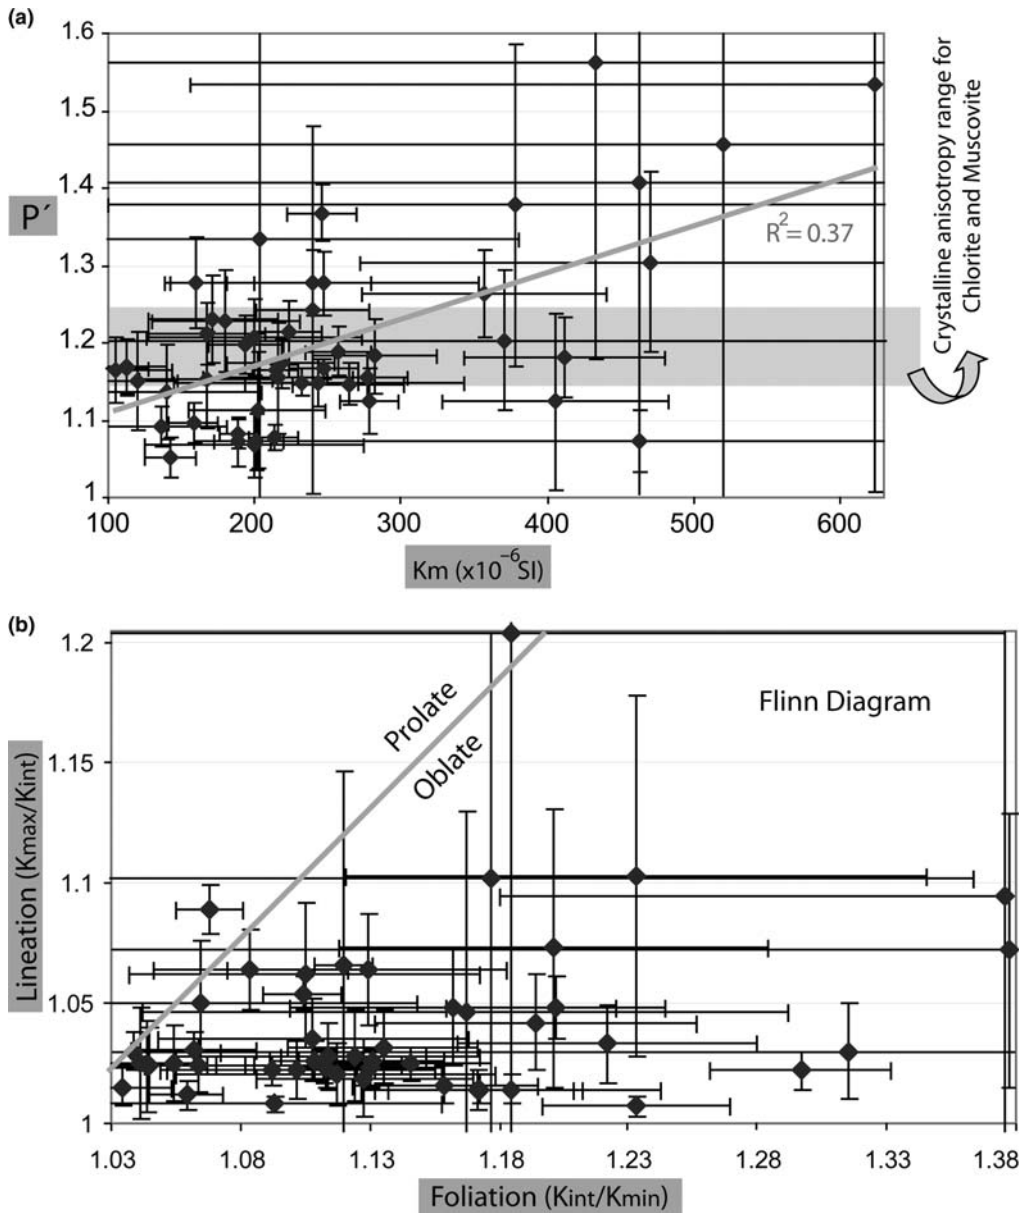 (a)
1.6
1.5
1.4
1.3
1.2
1.1
1
P´
R²= 0.37
Crystalline anisotropy range for
Chlorite and Muscovite
100
200
300
400
500
600
Km (x10⁻⁶SI)
(b)
1.2
1.15
1.1
1.05
1
Lineation (Kmax/Kint)
Prolate
Oblate
Flinn Diagram
1.03
1.08
1.13
1.18
1.23
1.28
1.33
1.38
Foliation (Kint/Kmin)